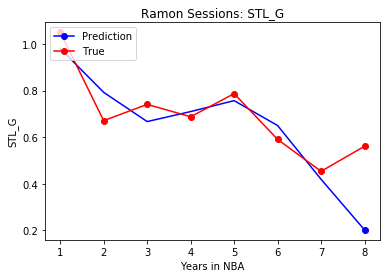 Ramon Sessions: STL_G
Prediction
True
STL_G
1.0
0.8
0.6
0.4
0.2
1 2 3 4 5 6 7 8
Years in NBA